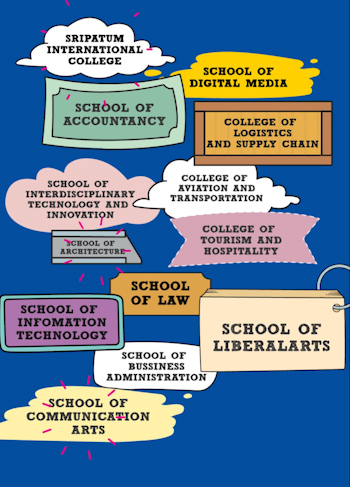 SRIPATUM
INTERNATIONAL
COLLEGE
SCHOOL OF
DIGITAL MEDIA
SCHOOL OF
ACCOUNTANCY
COLLEGE OF
LOGISTICS
AND SUPPLY CHAIN
SCHOOL OF
INTERDISCIPLINARY
TECHNOLOGY AND
INNOVATION
COLLEGE OF
AVIATION AND
TRANSPORTATION
SCHOOL OF
ARCHITECTURE
COLLEGE OF
TOURISM AND
HOSPITALITY
SCHOOL
OF LAW
SCHOOL OF
INFOMATION
TECHNOLOGY
SCHOOL OF
LIBERALARTS
SCHOOL OF
BUSSINESS
ADMINISTRATION
SCHOOL OF
COMMUNICATION
ARTS